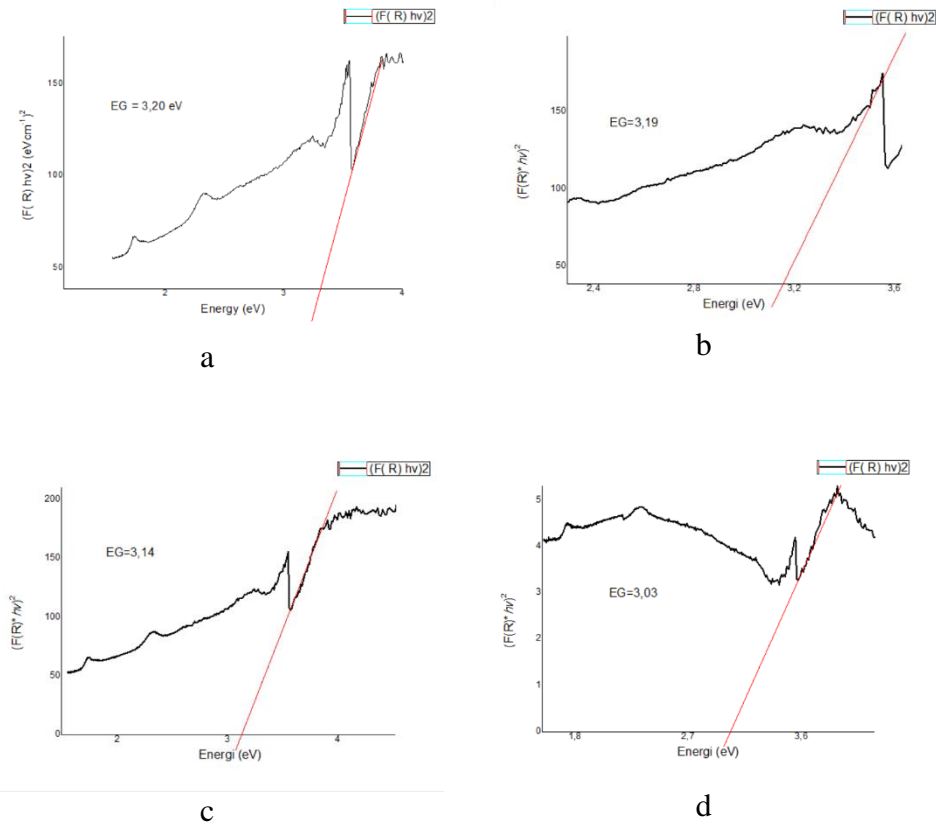 (F( R) hv)2
(F( R) hv)2 (eVcm⁻¹)²
150
100
50
EG = 3,20 eV
2
3
4
Energy (eV)
a
(F( R) hv)2
(F(R)* hv)²
150
100
50
EG=3,19
2,4
2,8
3,2
3,6
Energi (eV)
b
(F( R) hv)2
(F(R)* hv)²
200
150
100
50
0
EG=3,14
2
3
4
Energi (eV)
c
(F( R) hv)2
(F(R)* hv)²
5
4
3
2
1
0
EG=3,03
1,8
2,7
3,6
Energi (eV)
d